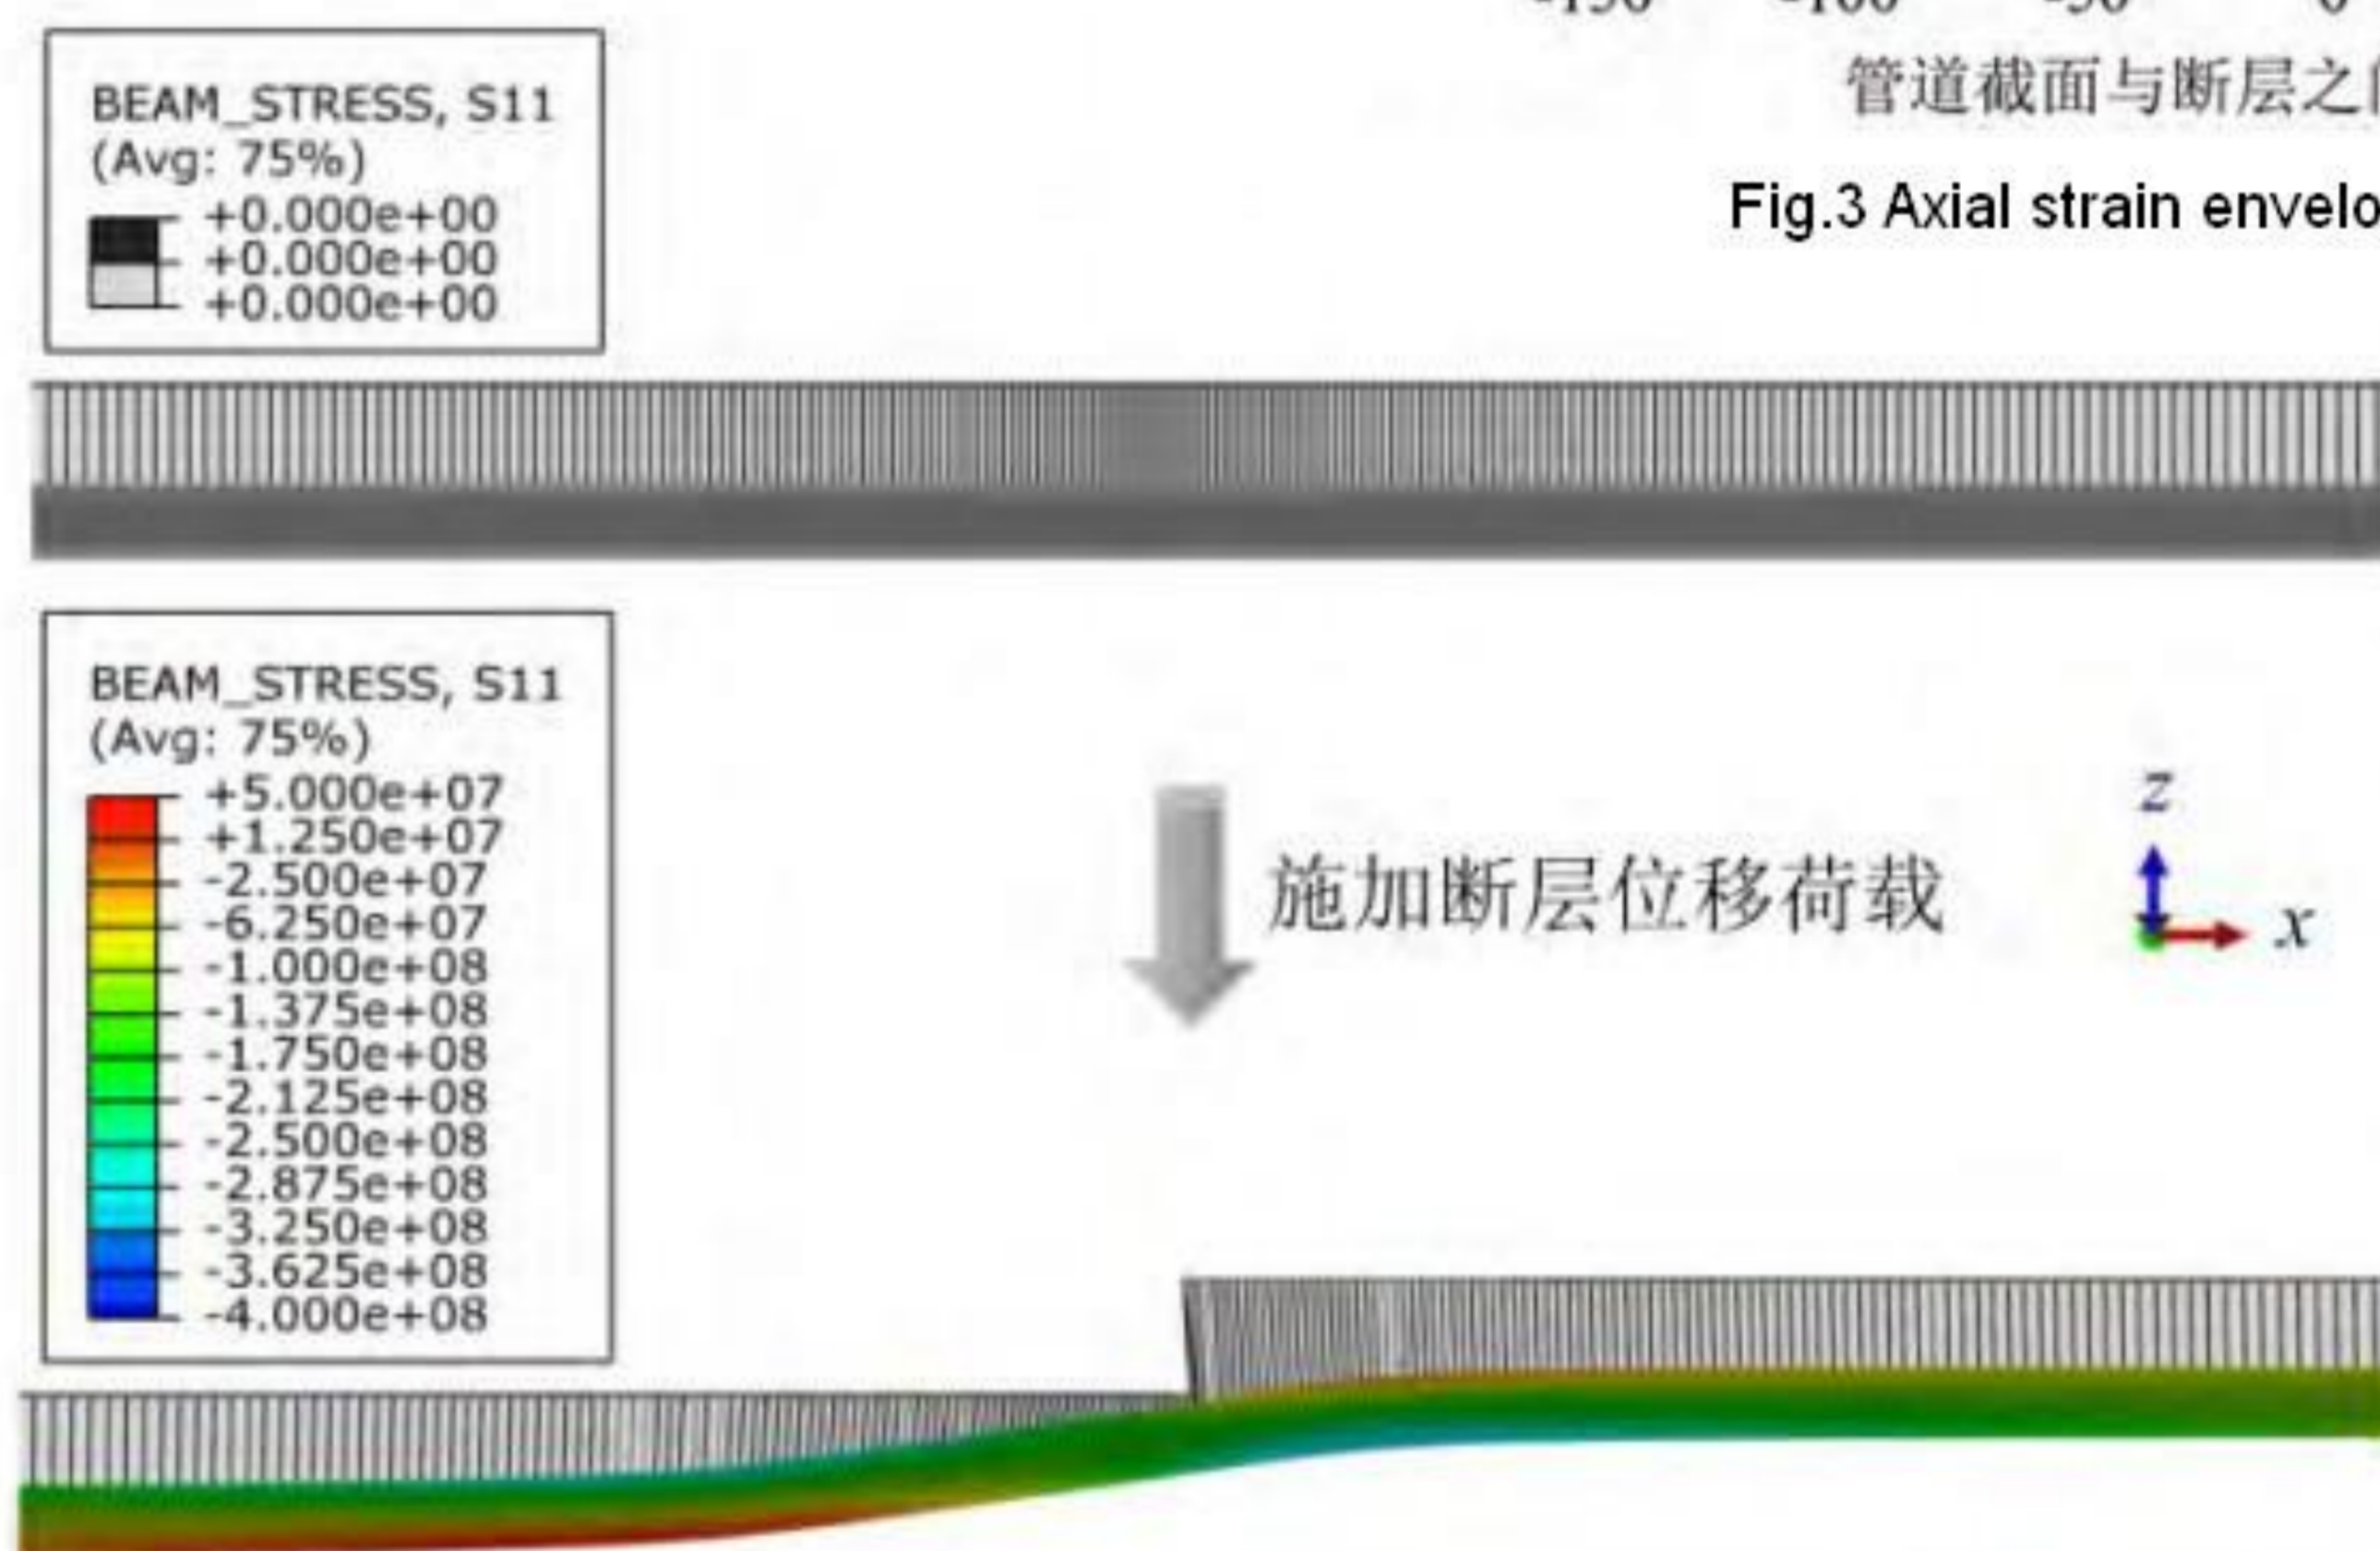 -150 -100 -50 0
管道截面与断层之
Fig.3 Axial strain envelo
BEAM_STRESS, S11
(Avg: 75%)
+0.000e+00
+0.000e+00
+0.000e+00
BEAM_STRESS, S11
(Avg: 75%)
+5.000e+07
+1.250e+07
-2.500e+07
-6.250e+07
-1.000e+08
-1.375e+08
-1.750e+08
-2.125e+08
-2.500e+08
-2.875e+08
-3.250e+08
-3.625e+08
-4.000e+08
施加断层位移荷载
z
x